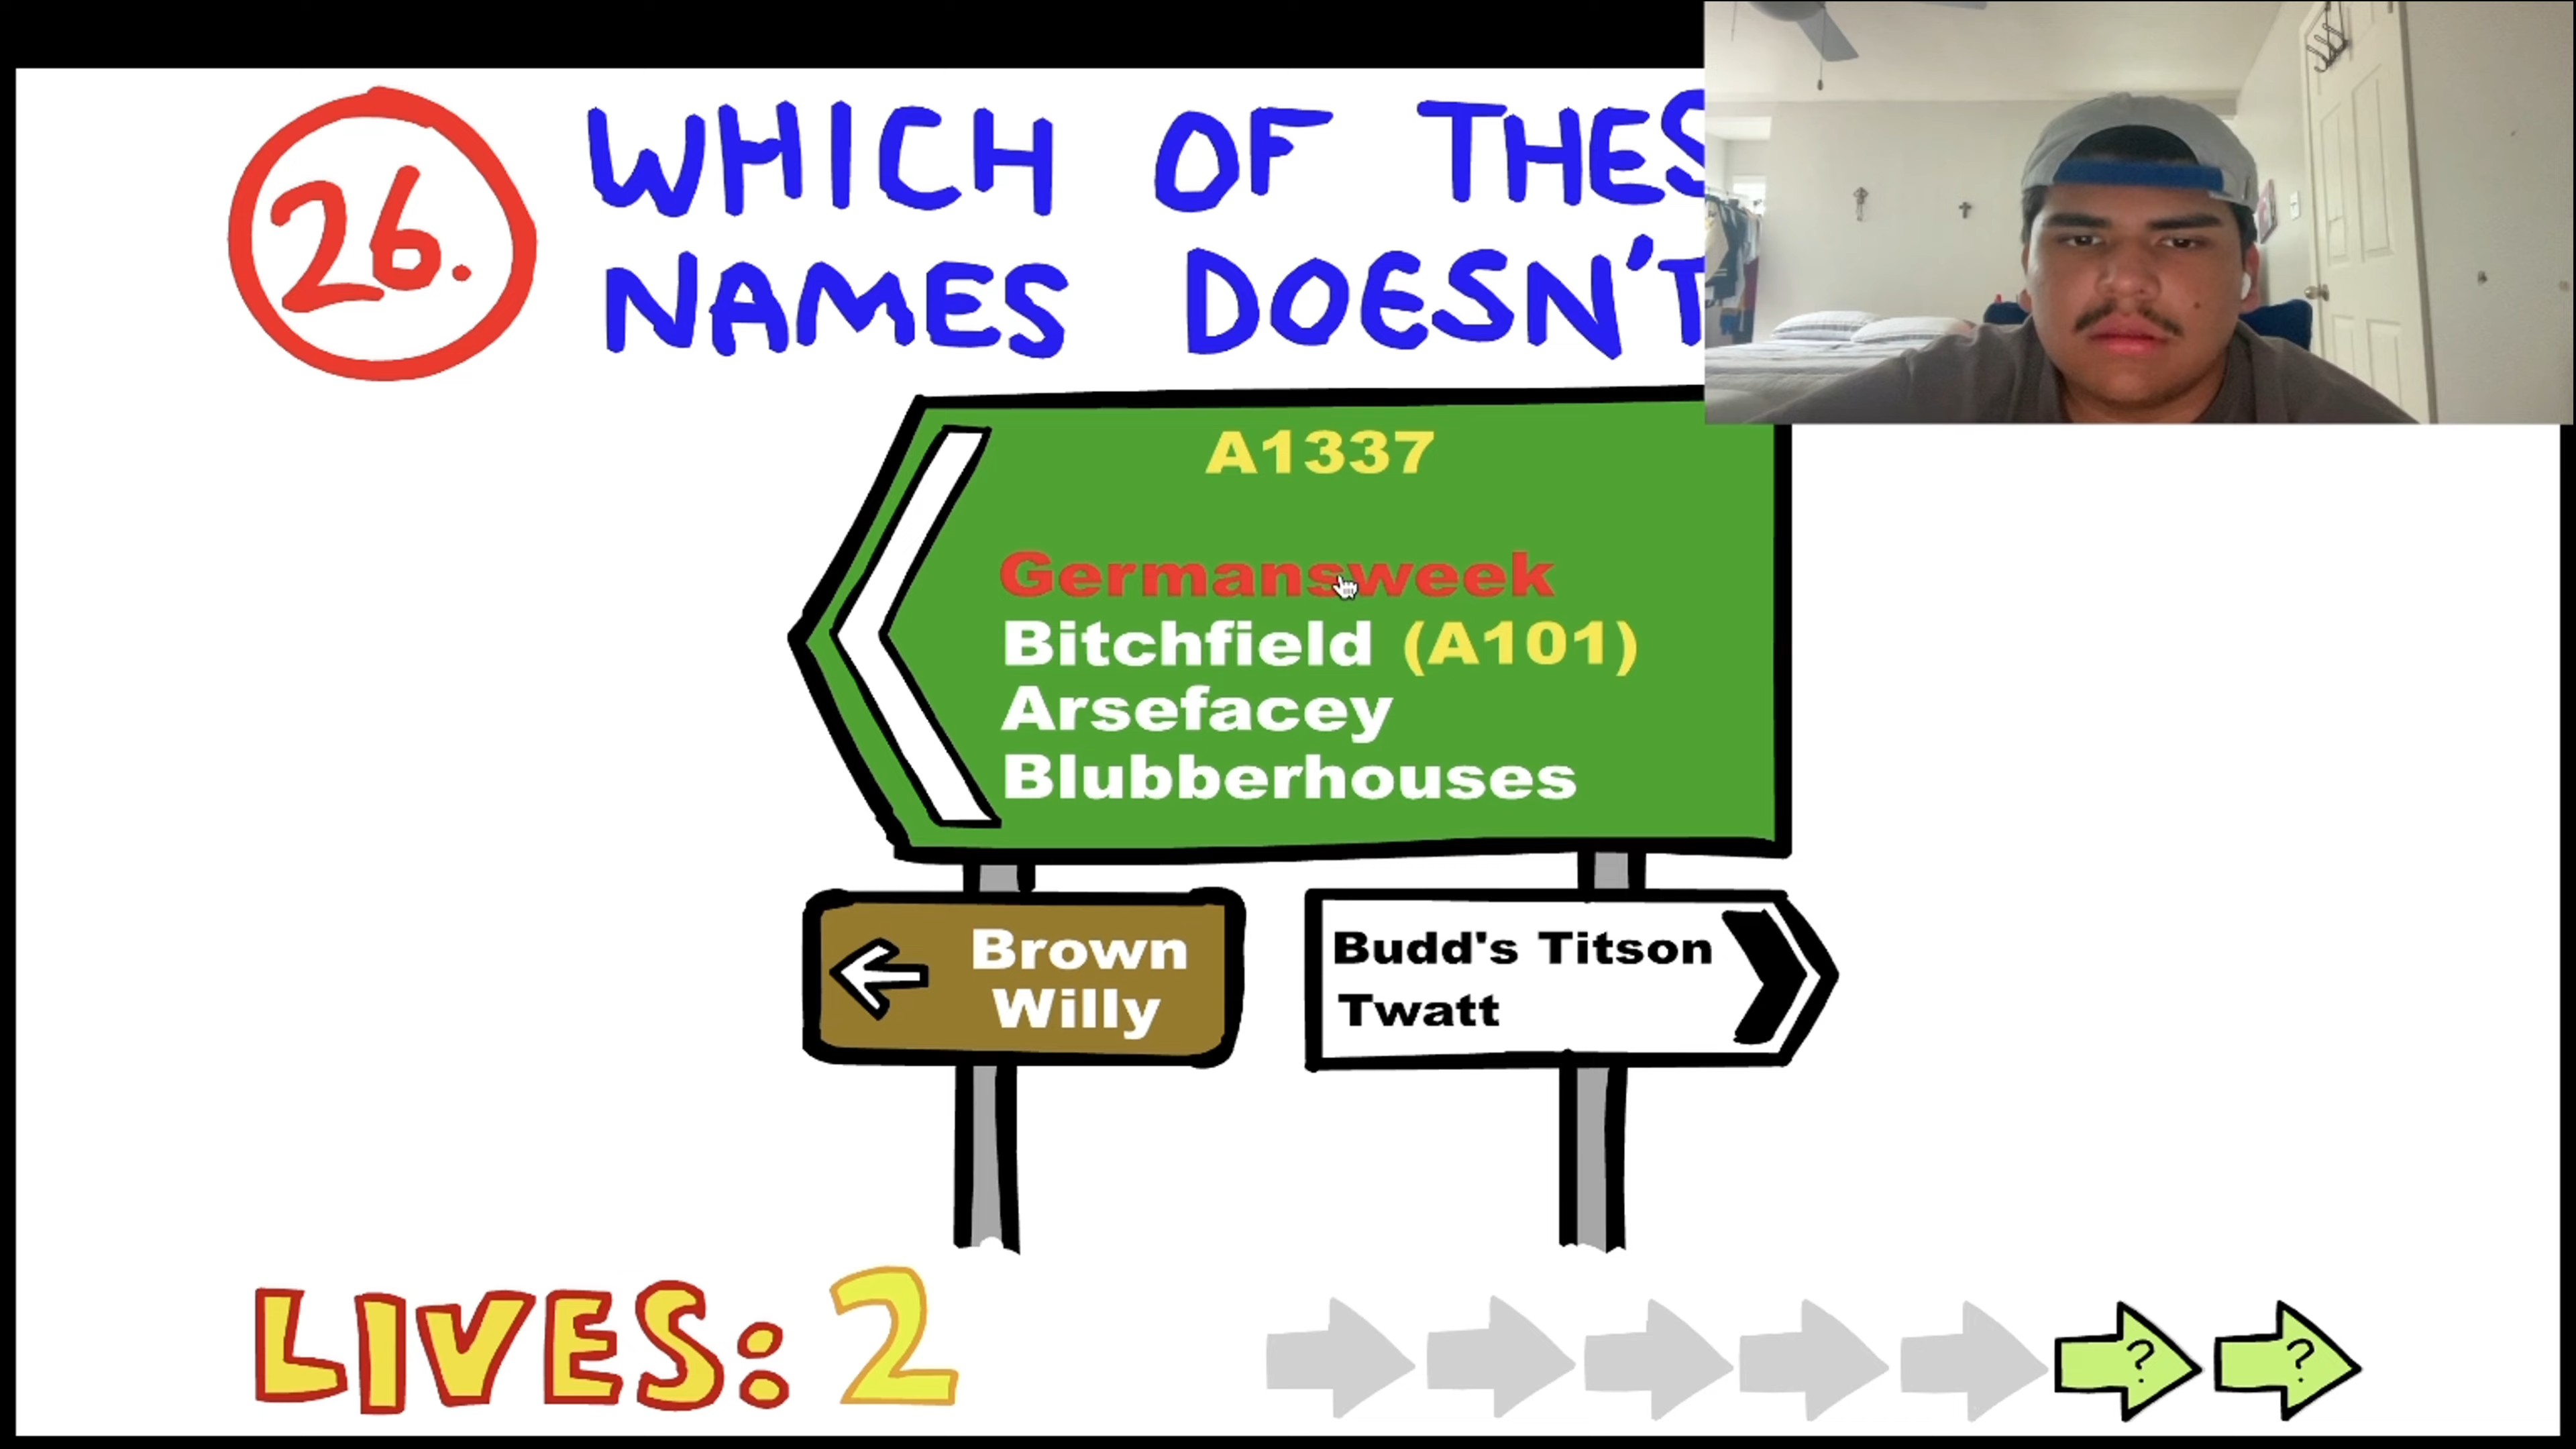 26.
WHICH OF THES
NAMES DOESN'T
A1337
Germansweek
Bitchfield (A101)
Arsefacey
Blubberhouses
Brown
Willy
Budd's Titson
Twatt
LIVES: 2
? ?